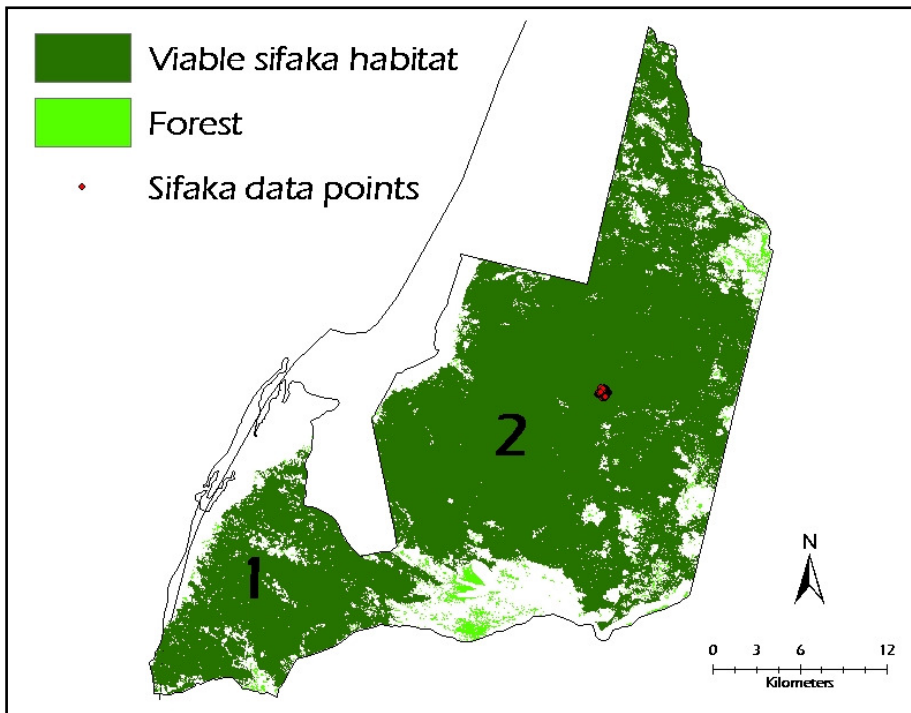 Viable sifaka habitat
Forest
Sifaka data points
2
1
N
0 3 6 12
Kilometers